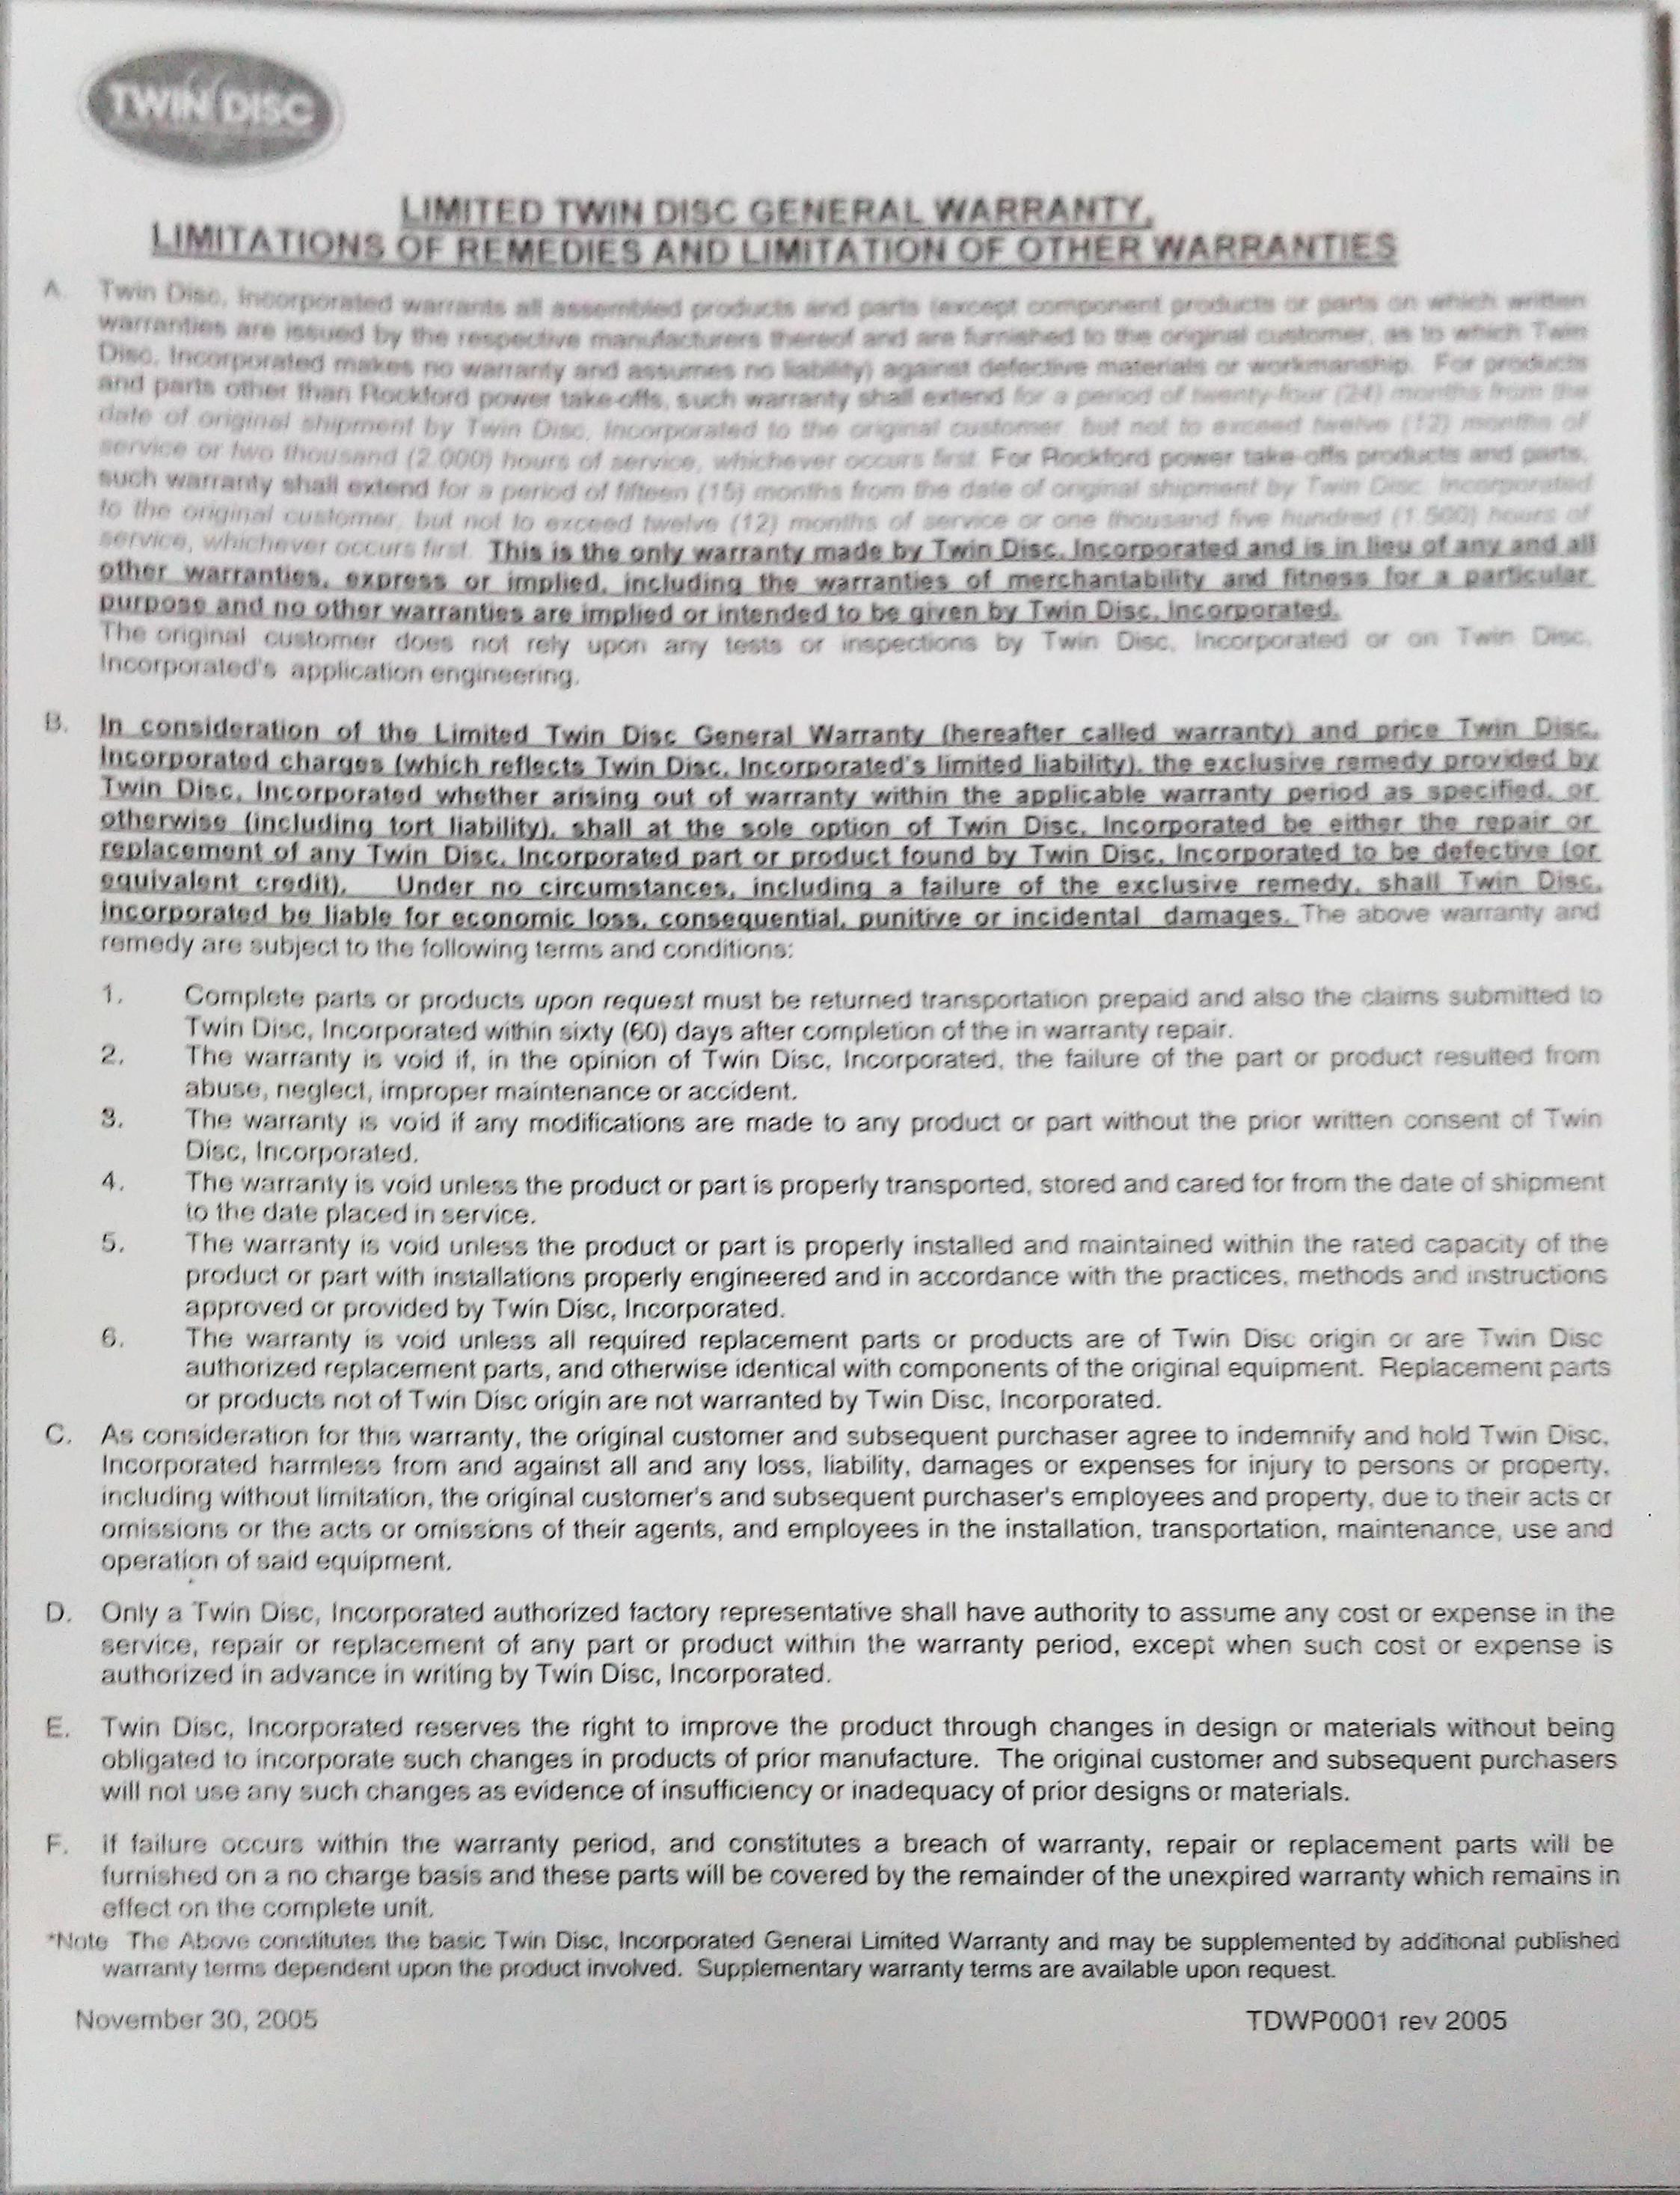 TWIN DISC
LIMITED TWIN DISC GENERAL WARRANTY,
LIMITATIONS OF REMEDIES AND LIMITATION OF OTHER WARRANTIES
A. Twin Disc, Incorporated warrants all assembled products and parts (except component products or parts on which written
warranties are issued by the respective manufacturers thereof and are furnished to the original customer, as to which Twin
Disc, Incorporated makes no warranty and assumes no liability) against defective materials or workmanship. For products
and parts other than Rockford power take-offs, such warranty shall extend for a period of twenty-four (24) months from the
date of original shipment by Twin Disc, Incorporated to the original customer, but not to exceed twelve (12) months of
service or two thousand (2,000) hours of service, whichever occurs first. For Rockford power take-offs products and parts,
such warranty shall extend for a period of fifteen (15) months from the date of original shipment by Twin Disc, Incorporated
to the original customer, but not to exceed twelve (12) months of service or one thousand five hundred (1,500) hours of
service, whichever occurs first. This is the only warranty made by Twin Disc, Incorporated and is in lieu of any and all
other warranties, express or implied, including the warranties of merchantability and fitness for a particular
purpose and no other warranties are implied or intended to be given by Twin Disc, Incorporated.
The original customer does not rely upon any tests or inspections by Twin Disc, Incorporated or on Twin Disc,
Incorporated's application engineering.
B. In consideration of the Limited Twin Disc General Warranty (hereafter called warranty) and price Twin Disc,
Incorporated charges (which reflects Twin Disc, Incorporated's limited liability), the exclusive remedy provided by
Twin Disc, Incorporated whether arising out of warranty within the applicable warranty period as specified, or
otherwise (including tort liability), shall at the sole option of Twin Disc, Incorporated be either the repair or
replacement of any Twin Disc, Incorporated part or product found by Twin Disc, Incorporated to be defective (or
equivalent credit). Under no circumstances, including a failure of the exclusive remedy, shall Twin Disc,
Incorporated be liable for economic loss, consequential, punitive or incidental damages. The above warranty and
remedy are subject to the following terms and conditions:
1. Complete parts or products upon request must be returned transportation prepaid and also the claims submitted to
Twin Disc, Incorporated within sixty (60) days after completion of the in warranty repair.
2. The warranty is void if, in the opinion of Twin Disc, Incorporated, the failure of the part or product resulted from
abuse, neglect, improper maintenance or accident.
3. The warranty is void if any modifications are made to any product or part without the prior written consent of Twin
Disc, Incorporated.
4. The warranty is void unless the product or part is properly transported, stored and cared for from the date of shipment
to the date placed in service.
5. The warranty is void unless the product or part is properly installed and maintained within the rated capacity of the
product or part with installations properly engineered and in accordance with the practices, methods and instructions
approved or provided by Twin Disc, Incorporated.
6. The warranty is void unless all required replacement parts or products are of Twin Disc origin or are Twin Disc
authorized replacement parts, and otherwise identical with components of the original equipment. Replacement parts
or products not of Twin Disc origin are not warranted by Twin Disc, Incorporated.
C. As consideration for this warranty, the original customer and subsequent purchaser agree to indemnify and hold Twin Disc,
Incorporated harmless from and against all and any loss, liability, damages or expenses for injury to persons or property,
including without limitation, the original customer's and subsequent purchaser's employees and property, due to their acts or
omissions or the acts or omissions of their agents, and employees in the installation, transportation, maintenance, use and
operation of said equipment.
D. Only a Twin Disc, Incorporated authorized factory representative shall have authority to assume any cost or expense in the
service, repair or replacement of any part or product within the warranty period, except when such cost or expense is
authorized in advance in writing by Twin Disc, Incorporated.
E. Twin Disc, Incorporated reserves the right to improve the product through changes in design or materials without being
obligated to incorporate such changes in products of prior manufacture. The original customer and subsequent purchasers
will not use any such changes as evidence of insufficiency or inadequacy of prior designs or materials.
F. If failure occurs within the warranty period, and constitutes a breach of warranty, repair or replacement parts will be
furnished on a no charge basis and these parts will be covered by the remainder of the unexpired warranty which remains in
effect on the complete unit.
*Note The Above constitutes the basic Twin Disc, Incorporated General Limited Warranty and may be supplemented by additional published
warranty terms dependent upon the product involved. Supplementary warranty terms are available upon request.
November 30, 2005 TDWP0001 rev 2005